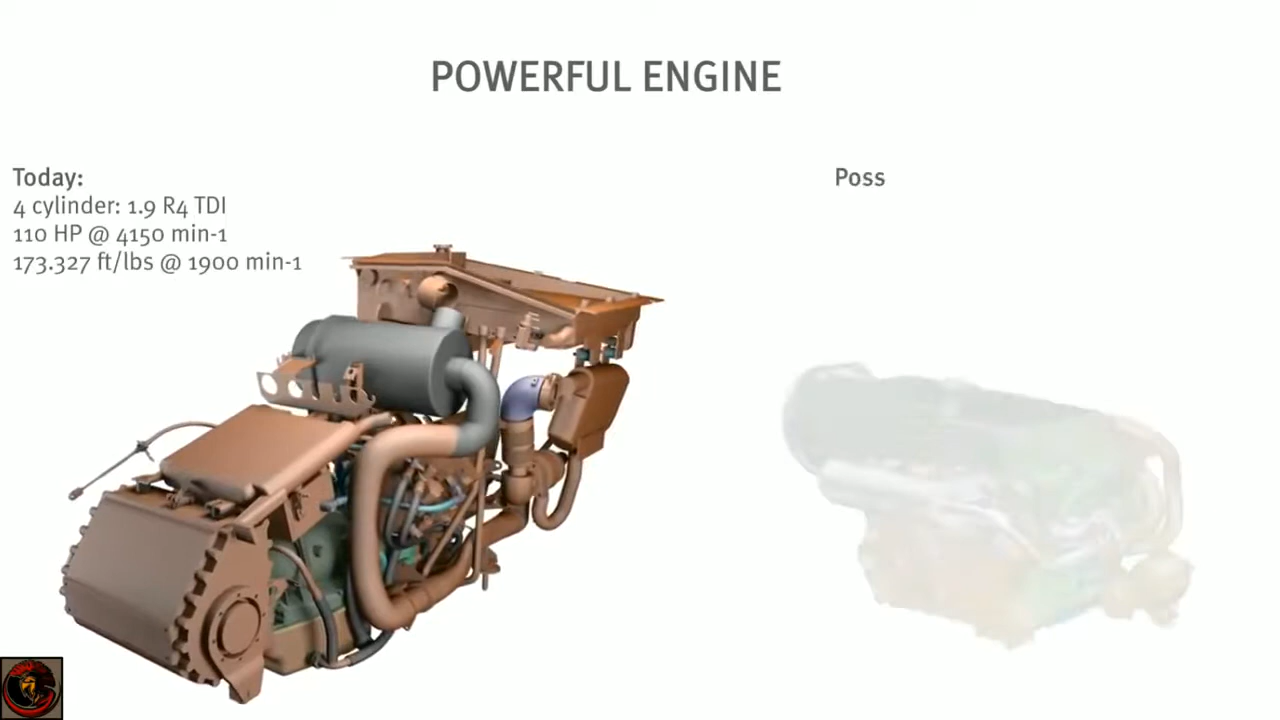 POWERFUL ENGINE
Today:
4 cylinder: 1.9 R4 TDI
110 HP @ 4150 min-1
173.327 ft/lbs @ 1900 min-1
Poss